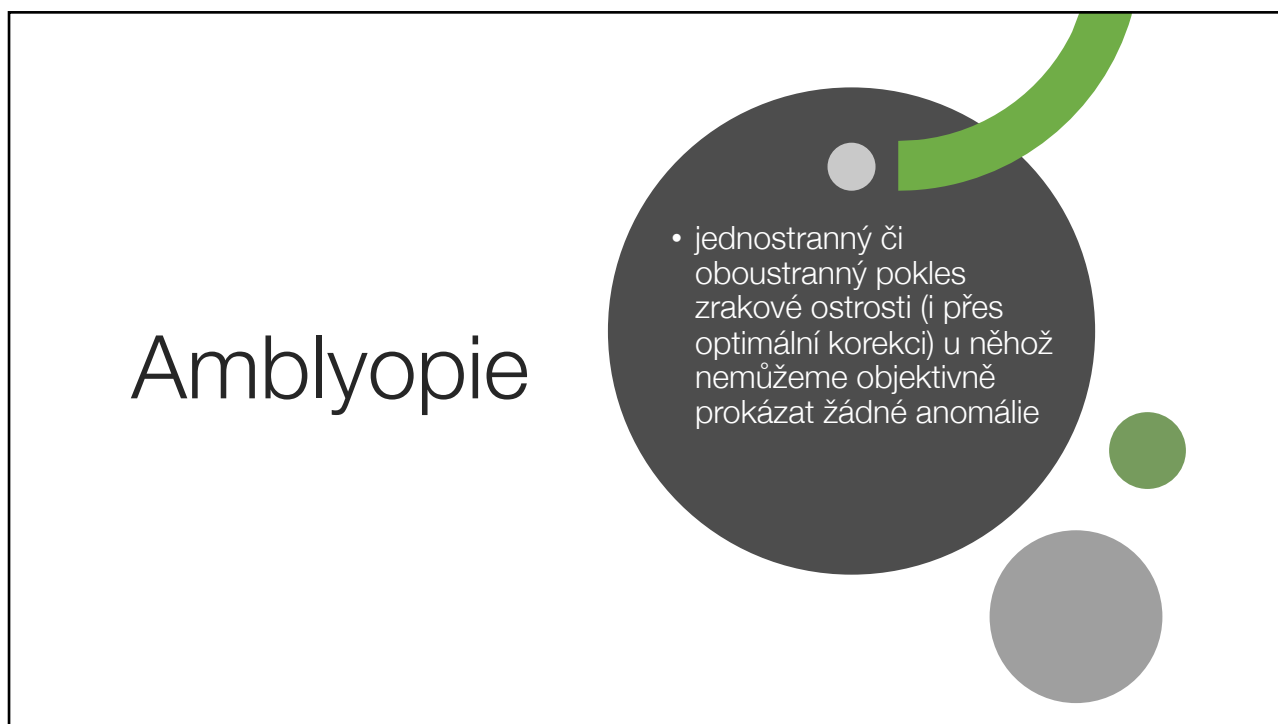 Amblyopie
• jednostranný či
oboustranný pokles
zrakové ostrosti (i přes
optimální korekci) u něhož
nemůžeme objektivně
prokázat žádné anomálie